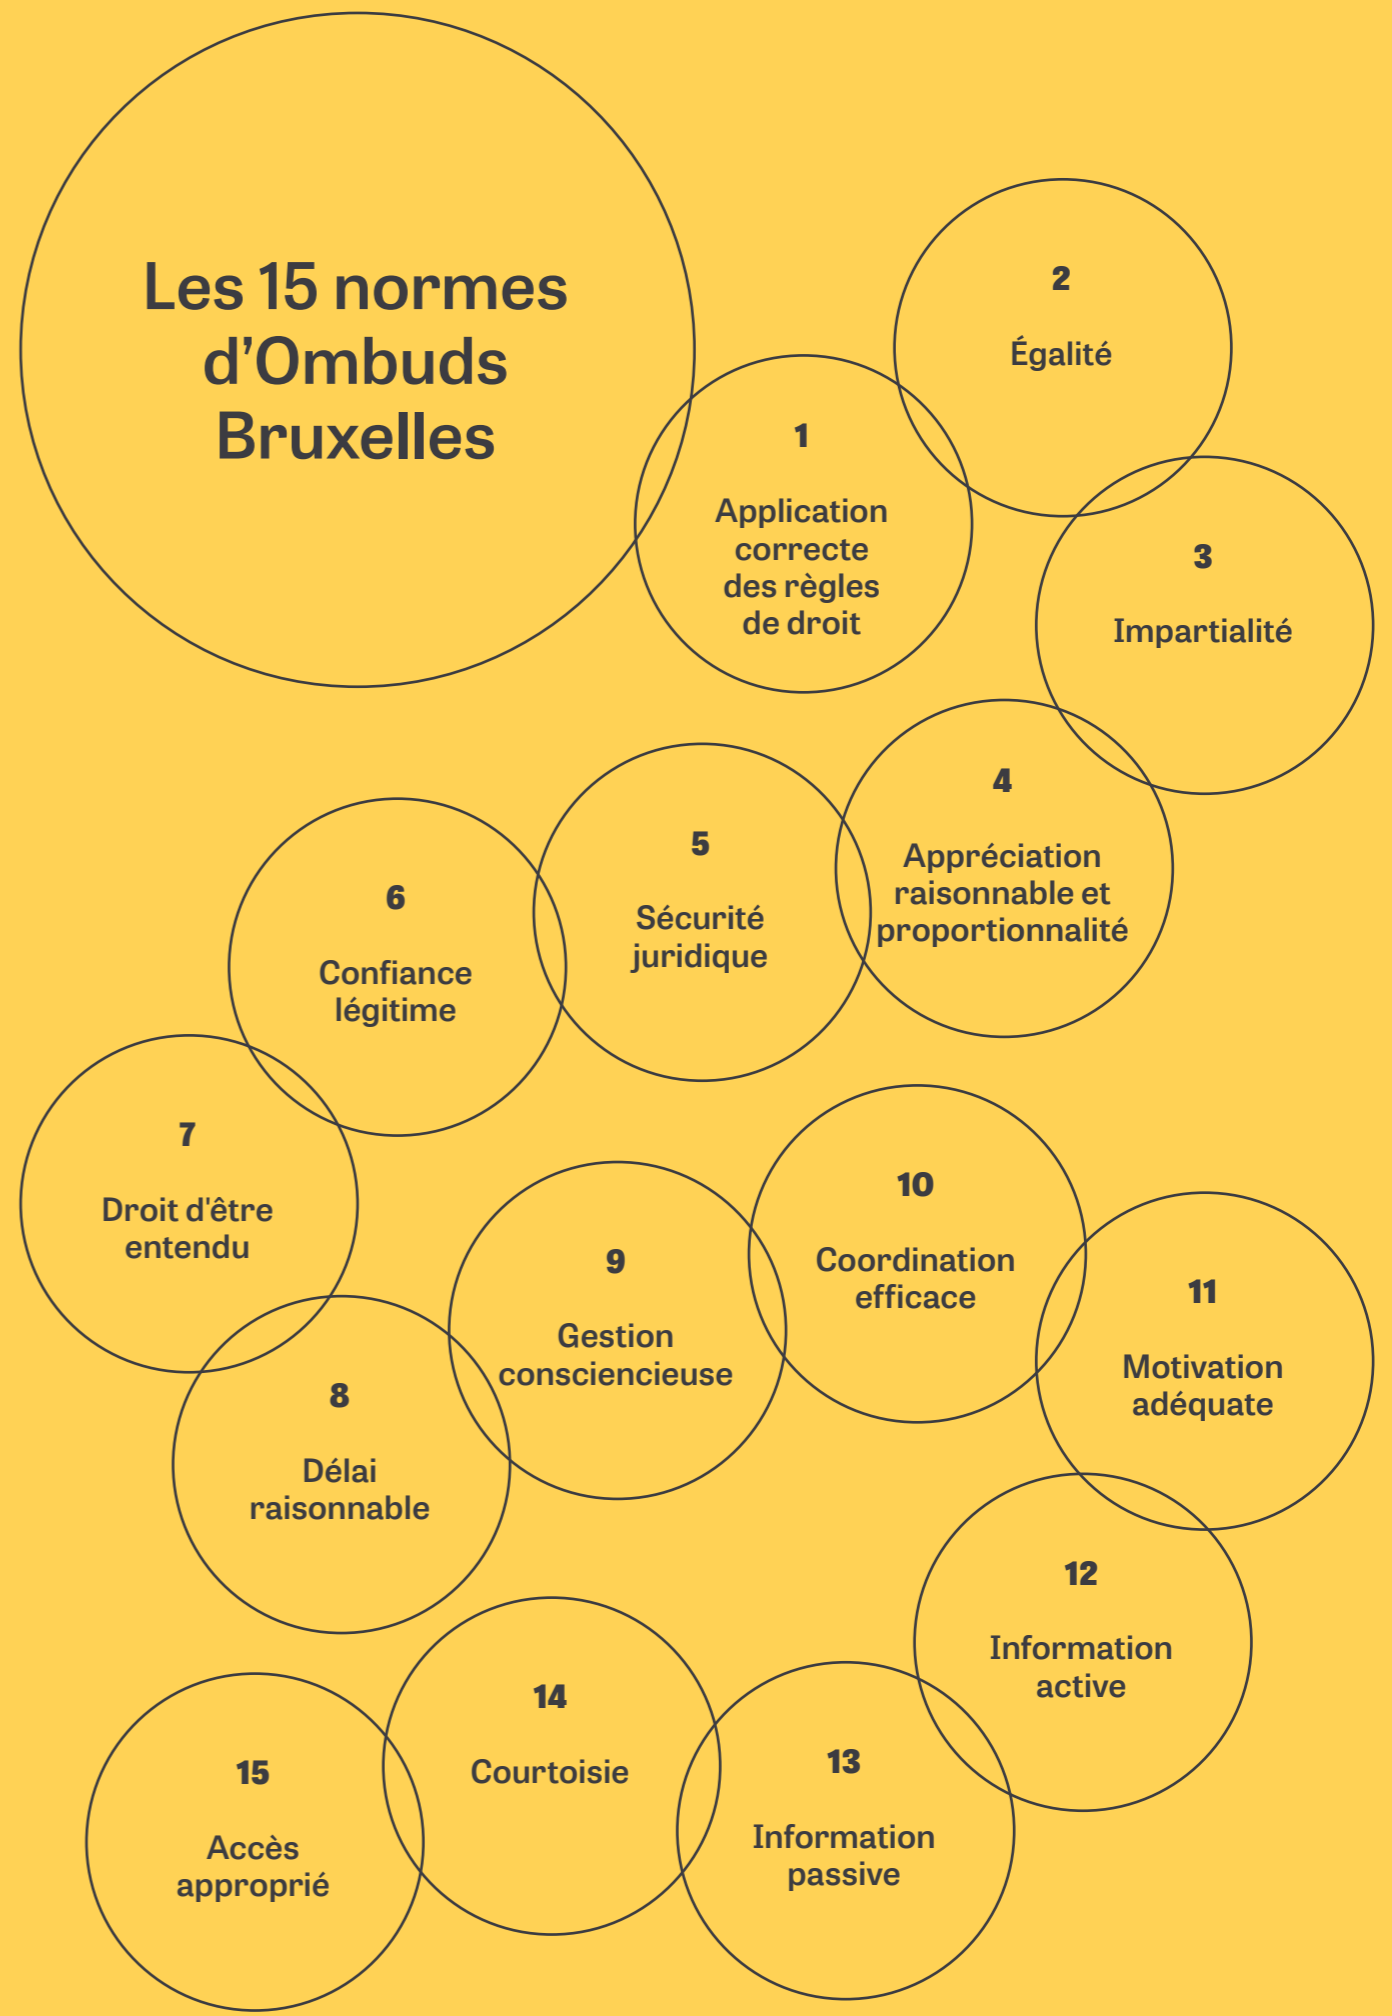 Les 15 normes
d’Ombuds
Bruxelles
1
Application
correcte
des règles
de droit
2
Égalité
3
Impartialité
4
Appréciation
raisonnable et
proportionnalité
5
Sécurité
juridique
6
Confiance
légitime
7
Droit d'être
entendu
8
Délai
raisonnable
9
Gestion
consciencieuse
10
Coordination
efficace
11
Motivation
adéquate
12
Information
active
13
Information
passive
14
Courtoisie
15
Accès
approprié